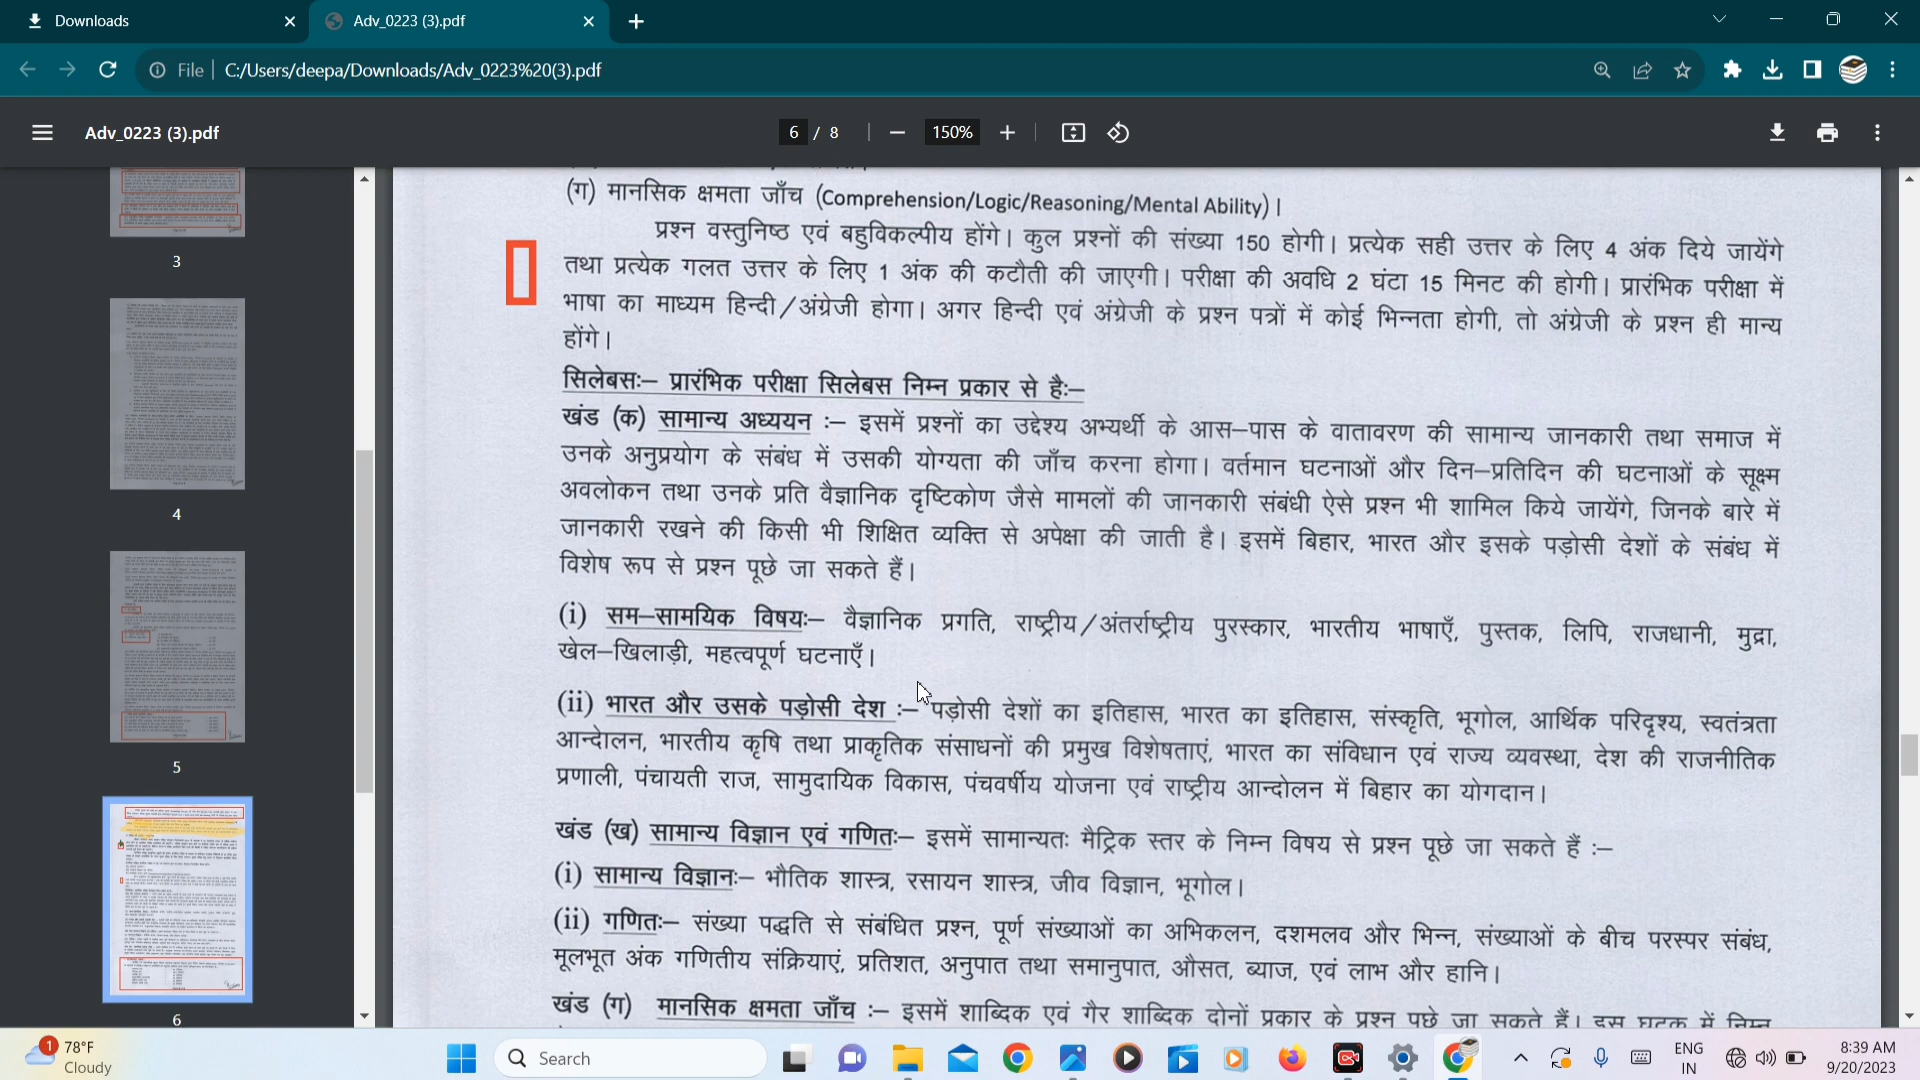 Downloads
Adv_0223 (3).pdf
File
C:/Users/deepa/Downloads/Adv_0223%20(3).pdf
Adv_0223 (3).pdf
6 / 8
150%
3
4
5
6
(ग) मानसिक क्षमता जाँच (Comprehension/Logic/Reasoning/Mental Ability)।
प्रश्न वस्तुनिष्ठ एवं बहुविकल्पीय होंगे। कुल प्रश्नों की संख्या 150 होगी। प्रत्येक सही उत्तर के लिए 4 अंक दिये जायेंगे
तथा प्रत्येक गलत उत्तर के लिए 1 अंक की कटौती की जाएगी। परीक्षा की अवधि 2 घंटा 15 मिनट की होगी। प्रारंभिक परीक्षा में
भाषा का माध्यम हिन्दी/अंग्रेजी होगा। अगर हिन्दी एवं अंग्रेजी के प्रश्न पत्रों में कोई भिन्नता होगी, तो अंग्रेजी के प्रश्न ही मान्य
होंगे।
सिलेबसः– प्रारंभिक परीक्षा सिलेबस निम्न प्रकार से हैः–
खंड (क) सामान्य अध्ययन :– इसमें प्रश्नों का उद्देश्य अभ्यर्थी के आस–पास के वातावरण की सामान्य जानकारी तथा समाज में
उनके अनुप्रयोग के संबंध में उसकी योग्यता की जाँच करना होगा। वर्तमान घटनाओं और दिन–प्रतिदिन की घटनाओं के सूक्ष्म
अवलोकन तथा उनके प्रति वैज्ञानिक दृष्टिकोण जैसे मामलों की जानकारी संबंधी ऐसे प्रश्न भी शामिल किये जायेंगे, जिनके बारे में
जानकारी रखने की किसी भी शिक्षित व्यक्ति से अपेक्षा की जाती है। इसमें बिहार, भारत और इसके पड़ोसी देशों के संबंध में
विशेष रूप से प्रश्न पूछे जा सकते हैं।
(i) सम–सामयिक विषयः– वैज्ञानिक प्रगति, राष्ट्रीय/अंतर्राष्ट्रीय पुरस्कार, भारतीय भाषाएँ, पुस्तक, लिपि, राजधानी, मुद्रा,
खेल–खिलाड़ी, महत्वपूर्ण घटनाएँ।
(ii) भारत और उसके पड़ोसी देश :– पड़ोसी देशों का इतिहास, भारत का इतिहास, संस्कृति, भूगोल, आर्थिक परिदृश्य, स्वतंत्रता
आन्देालन, भारतीय कृषि तथा प्राकृतिक संसाधनों की प्रमुख विशेषताएं, भारत का संविधान एवं राज्य व्यवस्था, देश की राजनीतिक
प्रणाली, पंचायती राज, सामुदायिक विकास, पंचवर्षीय योजना एवं राष्ट्रीय आन्दोलन में बिहार का योगदान।
खंड (ख) सामान्य विज्ञान एवं गणितः– इसमें सामान्यतः मैट्रिक स्तर के निम्न विषय से प्रश्न पूछे जा सकते हैं :–
(i) सामान्य विज्ञानः– भौतिक शास्त्र, रसायन शास्त्र, जीव विज्ञान, भूगोल।
(ii) गणितः– संख्या पद्धति से संबंधित प्रश्न, पूर्ण संख्याओं का अभिकलन, दशमलव और भिन्न, संख्याओं के बीच परस्पर संबंध,
मूलभूत अंक गणितीय संक्रियाएं, प्रतिशत, अनुपात तथा समानुपात, औसत, ब्याज, एवं लाभ और हानि।
खंड (ग) मानसिक क्षमता जाँच :– इसमें शाब्दिक एवं गैर शाब्दिक दोनों प्रकार के प्रश्न पूछे जा सकते हैं। इस घटक में निम्न
1
78°F
Cloudy
Search
ENG
IN
8:39 AM
9/20/2023